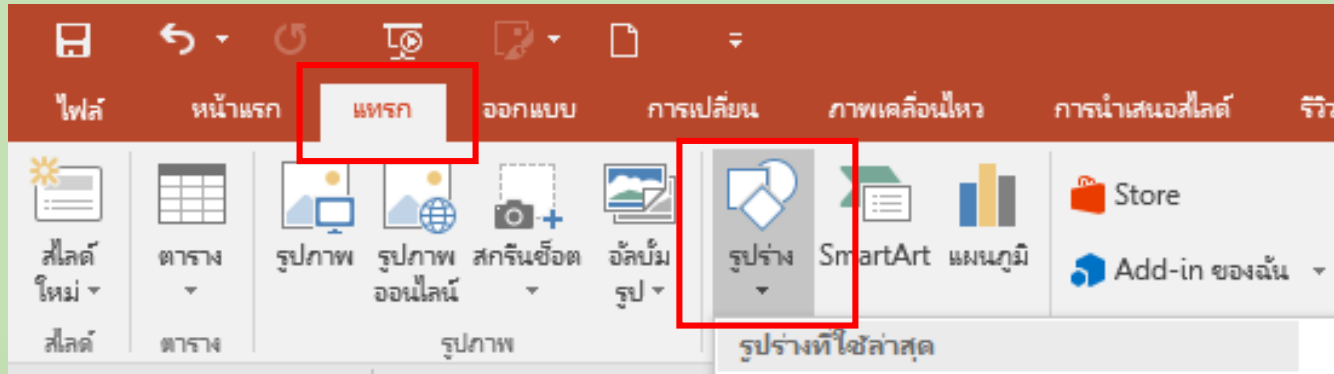 ไฟล์ หน้าแรก แทรก ออกแบบ การเปลี่ยน ภาพเคลื่อนไหว การนำเสนอสไลด์
สไลด์
ใหม่
ตาราง
รูปภาพ
รูปภาพ
ออนไลน์
สกรีนช็อต
อัลบั้ม
รูป
รูปร่าง
SmartArt
แผนภูมิ
Store
Add-in ของฉัน
สไลด์ ตาราง รูปภาพ
รูปร่างที่ใช้ล่าสุด